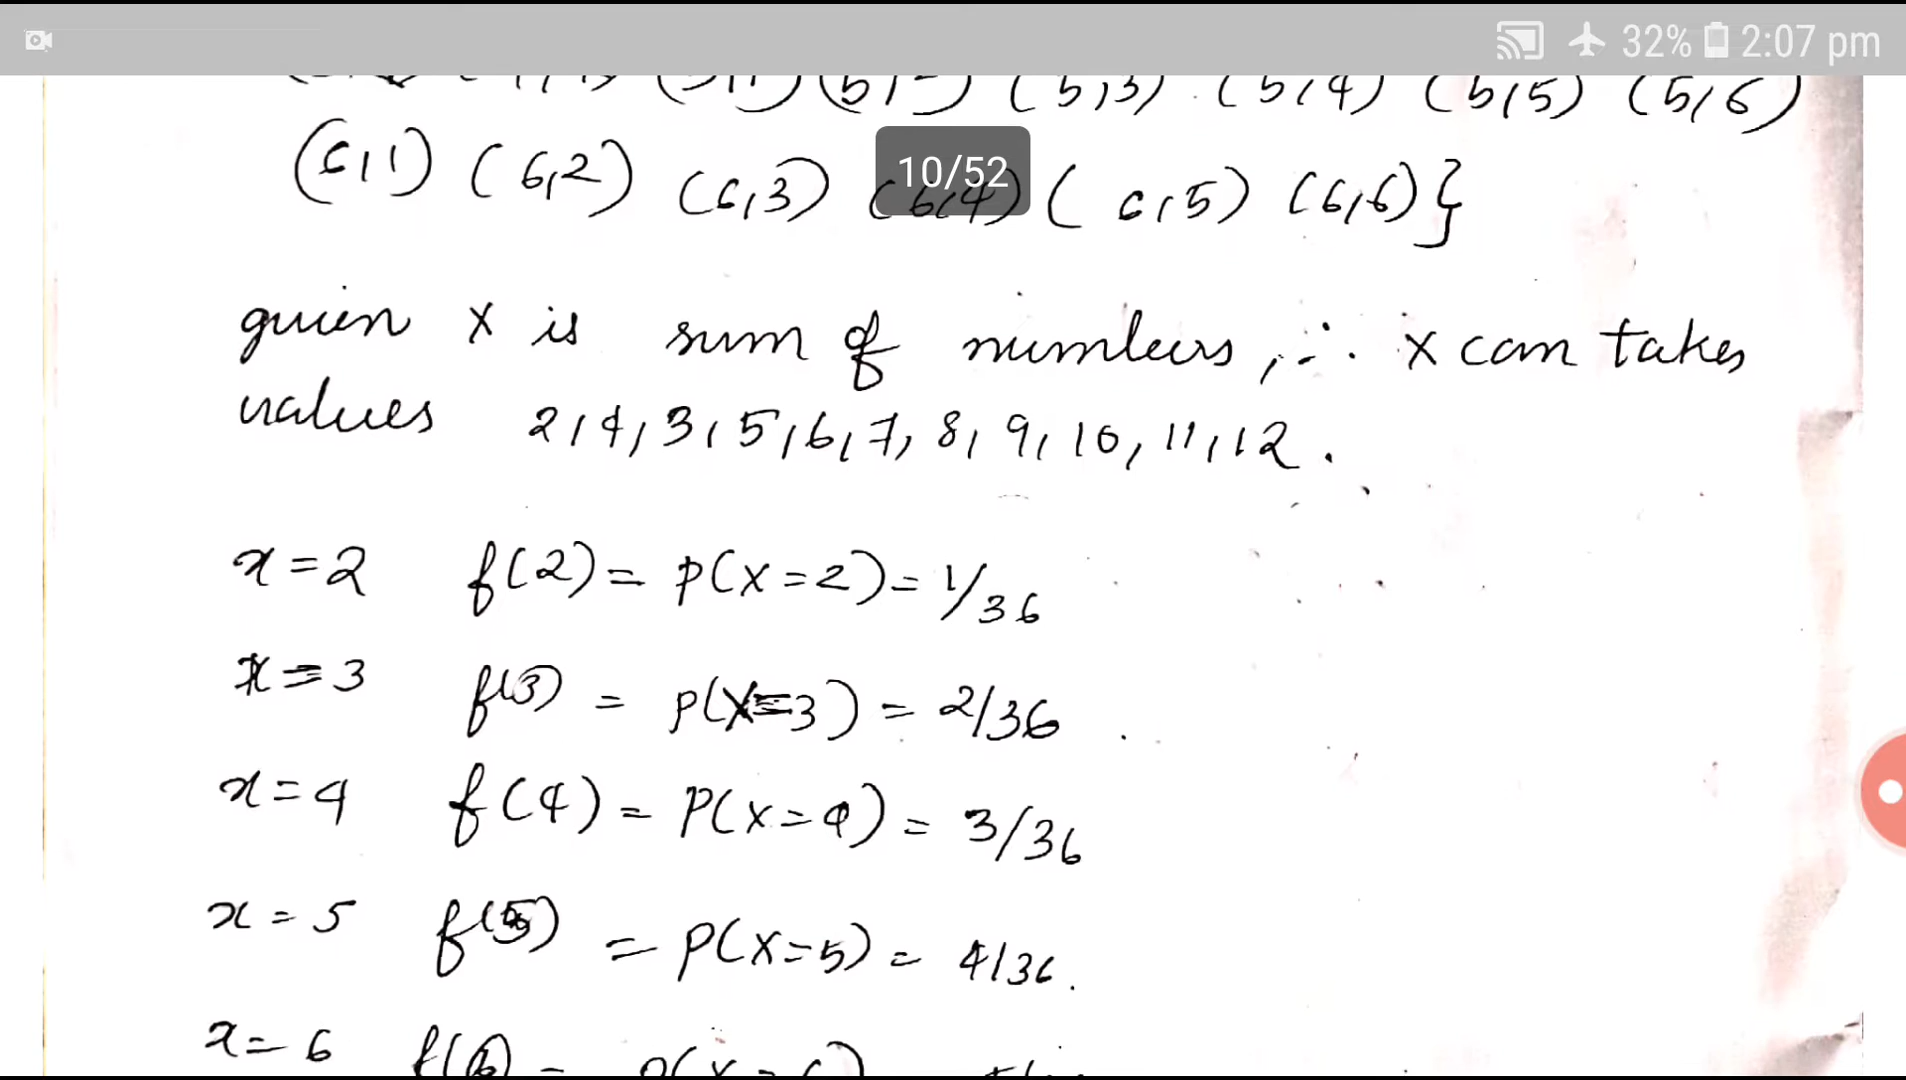 32% 2:07 pm
(5,3) (5,4) (5,5) (5,6)
10/52
(6,1) (6,2) (6,3) (6,4) (6,5) (6,6)}
given X is sum of numbers, ∴ X can takes
values 2,4,3,5,6,7,8,9,10,11,12.
x=2 f(2)= p(X=2)= 1/36
x=3 f(3) = p(X=3) = 2/36
x=4 f(4) = P(X=4) = 3/36
x=5 f(5) = P(X=5) = 4/36.
x=6 f(6) = P(X=6)